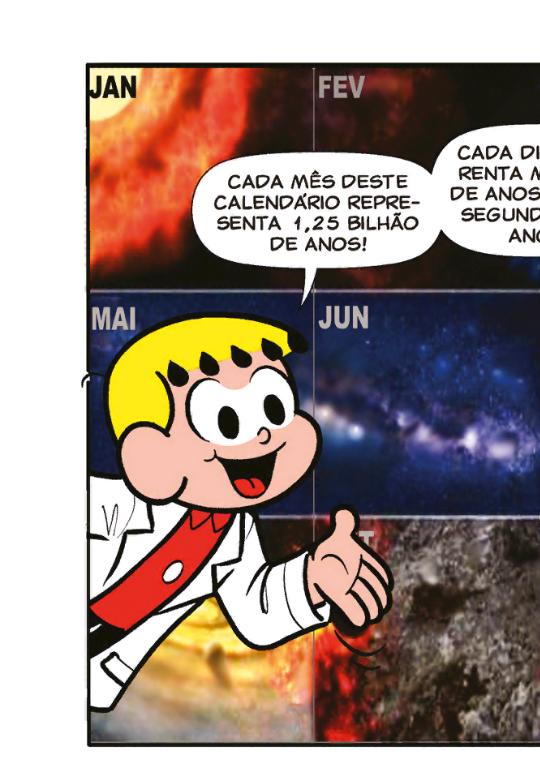 JAN
FEV
CADA MÊS DESTE
CALENDÁRIO REPRE-
SENTA 1,25 BILHÃO
DE ANOS!
CADA DI
RENTA M
DE ANOS
SEGUND
ANO
MAI
JUN
T